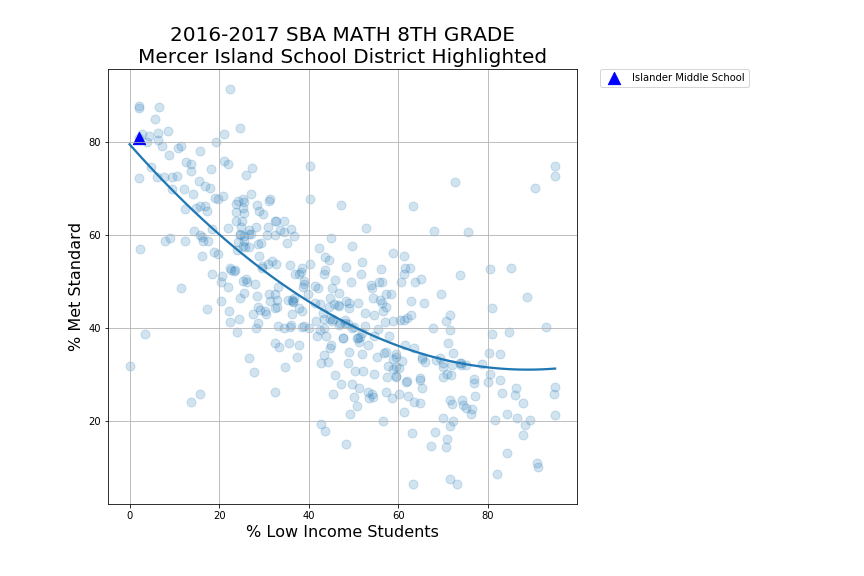 2016-2017 SBA MATH 8TH GRADE
Mercer Island School District Highlighted
Islander Middle School
% Met Standard
80
60
40
20
0 20 40 60 80
% Low Income Students